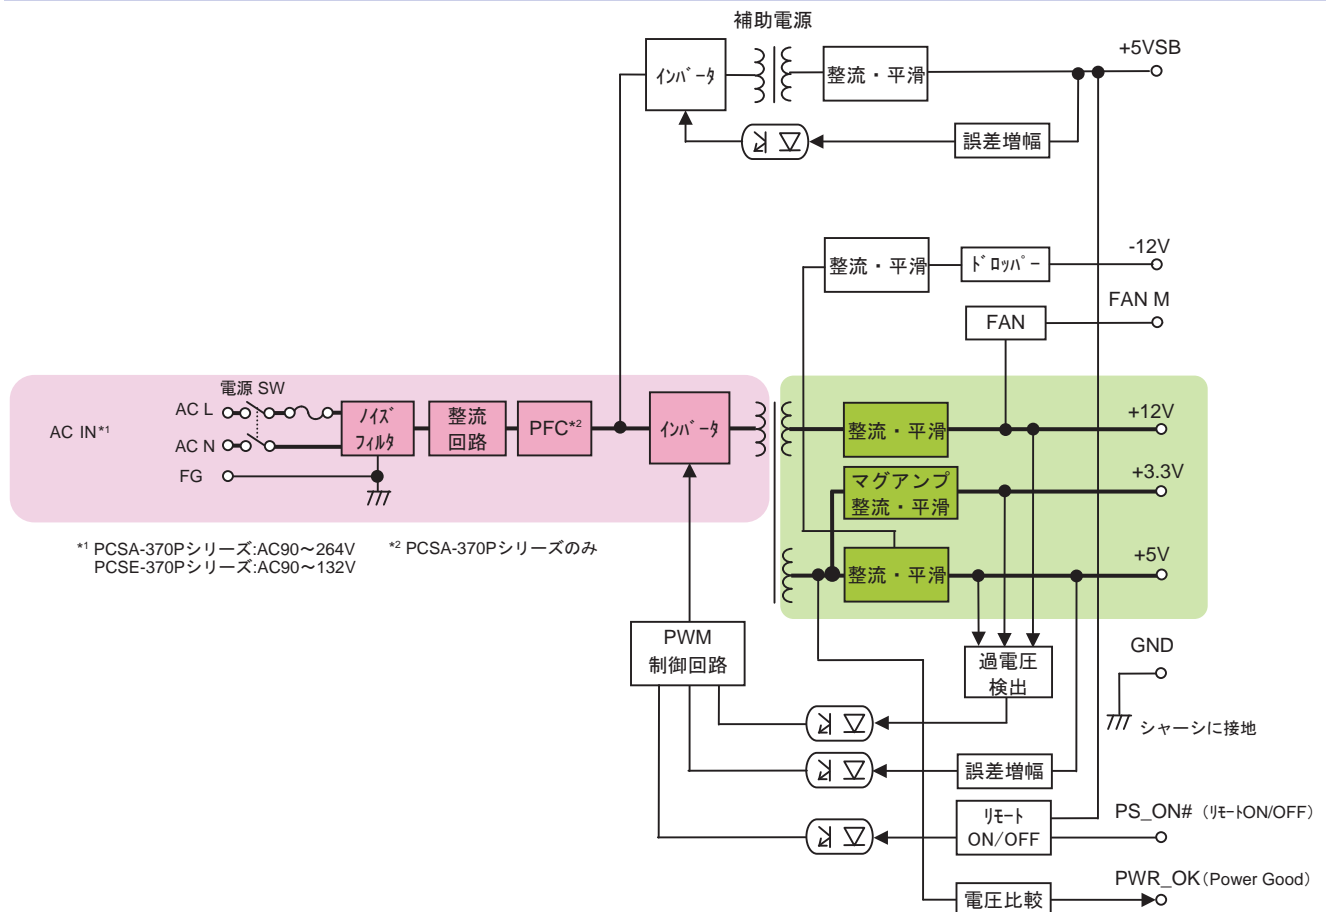 補助電源
+5VSB
ｲﾝﾊﾞｰﾀ
整流・平滑
誤差増幅
-12V
整流・平滑
ﾄﾞﾛｯﾊﾟｰ
FAN M
FAN
電源 SW
AC L
AC IN*1
AC N
FG
ﾉｲｽﾞ
ﾌｨﾙﾀ
整流
回路
PFC*2
ｲﾝﾊﾞｰﾀ
整流・平滑
+12V
マグアンプ
整流・平滑
+3.3V
整流・平滑
+5V
*1 PCSA-370Pシリーズ:AC90～264V
PCSE-370Pシリーズ:AC90～132V
*2 PCSA-370Pシリーズのみ
PWM
制御回路
過電圧
検出
GND
シャーシに接地
誤差増幅
ﾘﾓｰﾄ
ON/OFF
PS_ON#（ﾘﾓｰﾄON/OFF）
電圧比較
PWR_OK(Power Good)